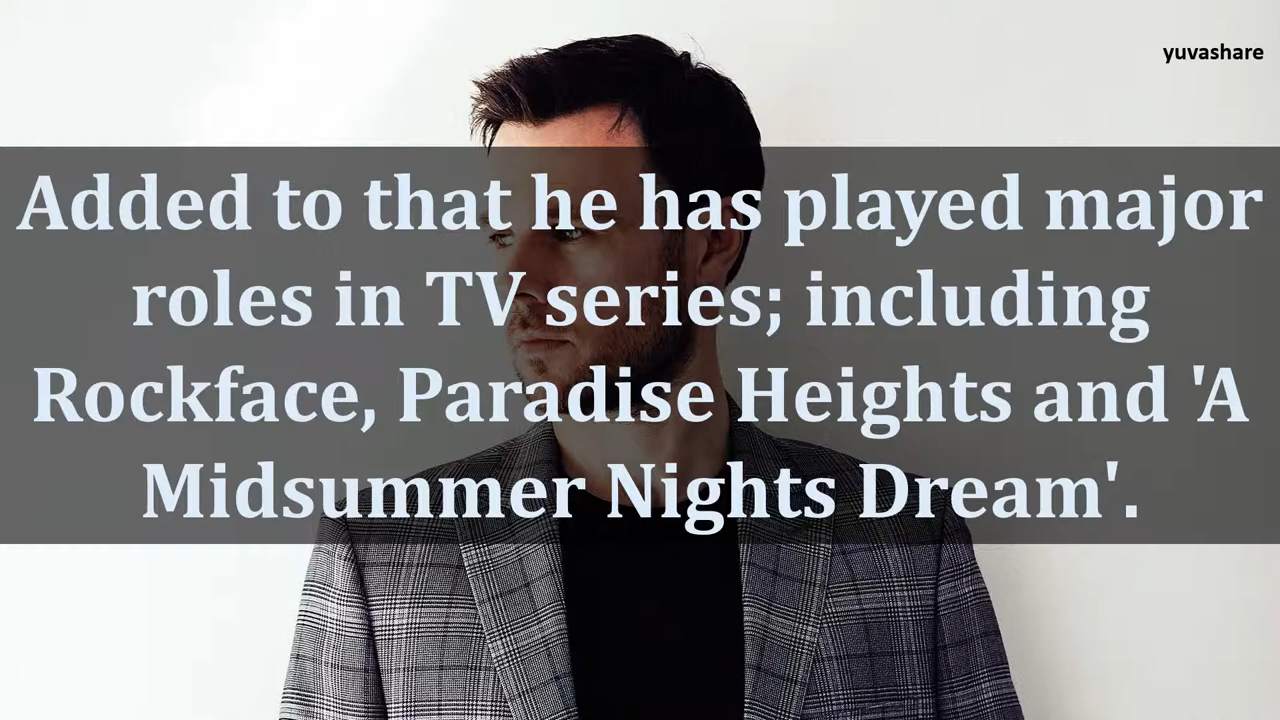 yuvashare
Added to that he has played major
roles in TV series; including
Rockface, Paradise Heights and 'A
Midsummer Nights Dream'.